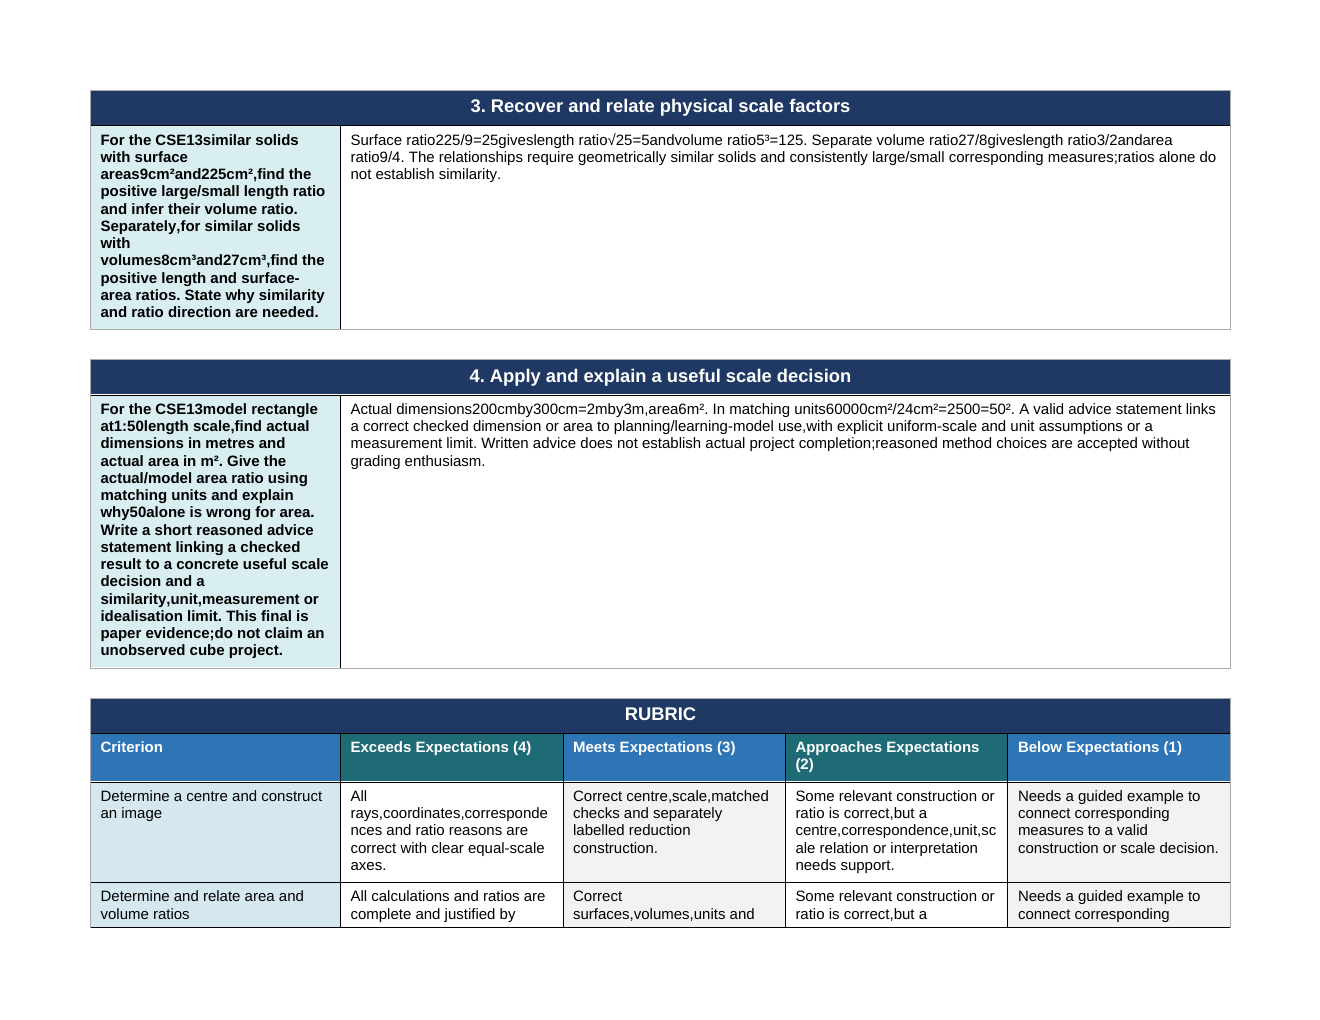 3. Recover and relate physical scale factors
For the CSE13similar solids
with surface
areas9cm²and225cm²,find the
positive large/small length ratio
and infer their volume ratio.
Separately,for similar solids
with
volumes8cm³and27cm³,find the
positive length and surface-
area ratios. State why similarity
and ratio direction are needed.
Surface ratio225/9=25giveslength ratio√25=5andvolume ratio5³=125. Separate volume ratio27/8giveslength ratio3/2andarea
ratio9/4. The relationships require geometrically similar solids and consistently large/small corresponding measures;ratios alone do
not establish similarity.
4. Apply and explain a useful scale decision
For the CSE13model rectangle
at1:50length scale,find actual
dimensions in metres and
actual area in m². Give the
actual/model area ratio using
matching units and explain
why50alone is wrong for area.
Write a short reasoned advice
statement linking a checked
result to a concrete useful scale
decision and a
similarity,unit,measurement or
idealisation limit. This final is
paper evidence;do not claim an
unobserved cube project.
Actual dimensions200cmby300cm=2mby3m,area6m². In matching units60000cm²/24cm²=2500=50². A valid advice statement links
a correct checked dimension or area to planning/learning-model use,with explicit uniform-scale and unit assumptions or a
measurement limit. Written advice does not establish actual project completion;reasoned method choices are accepted without
grading enthusiasm.
RUBRIC
Criterion
Exceeds Expectations (4)
Meets Expectations (3)
Approaches Expectations
(2)
Below Expectations (1)
Determine a centre and construct
an image
All
rays,coordinates,corresponde
nces and ratio reasons are
correct with clear equal-scale
axes.
Correct centre,scale,matched
checks and separately
labelled reduction
construction.
Some relevant construction or
ratio is correct,but a
centre,correspondence,unit,sc
ale relation or interpretation
needs support.
Needs a guided example to
connect corresponding
measures to a valid
construction or scale decision.
Determine and relate area and
volume ratios
All calculations and ratios are
complete and justified by
Correct
surfaces,volumes,units and
Some relevant construction or
ratio is correct,but a
Needs a guided example to
connect corresponding